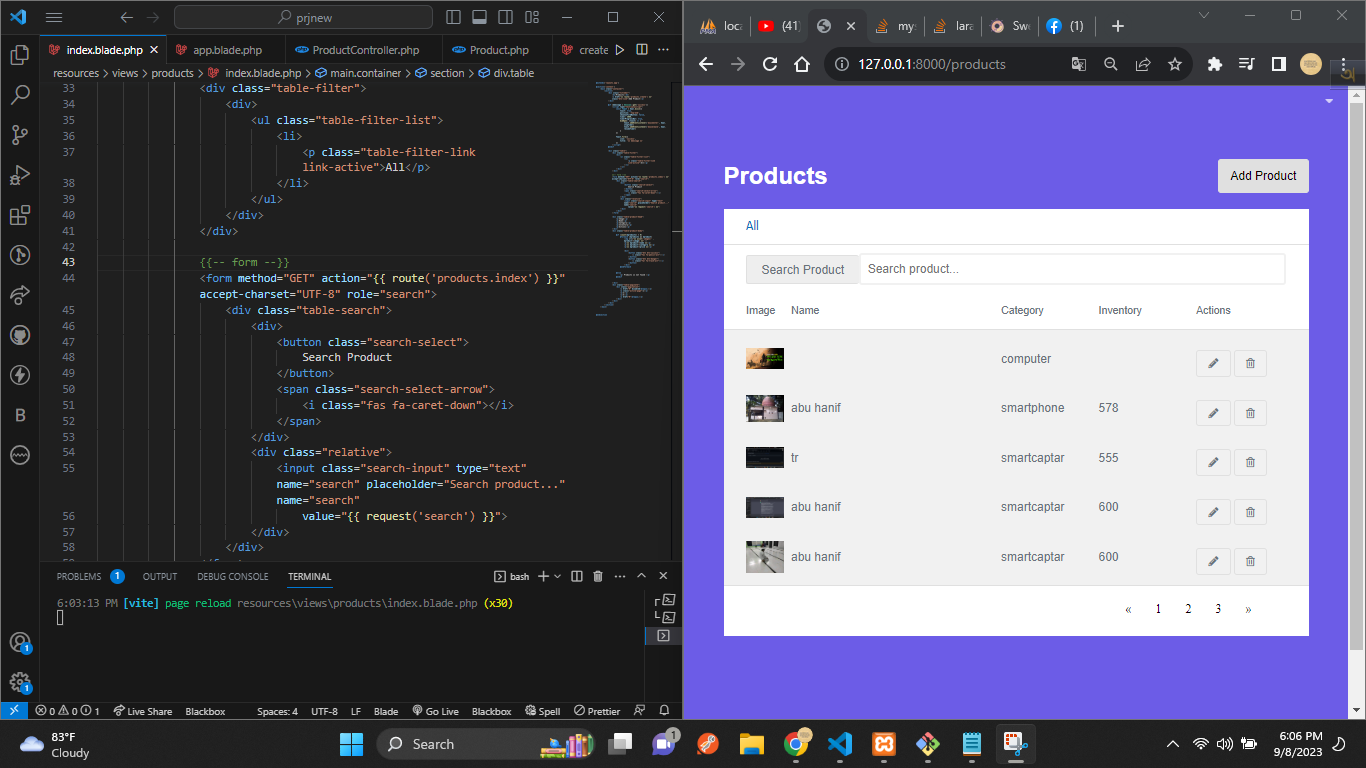 prjnew
index.blade.php
app.blade.php
ProductController.php
Product.php
create
resources > views > products > index.blade.php > main.container > section > div.table
33 <div class="table-filter">
34 <div>
35 <ul class="table-filter-list">
36 <li>
37 <p class="table-filter-link
link-active">All</p>
38 </li>
39 </ul>
40 </div>
41 </div>
42
43 {{-- form --}}
44 <form method="GET" action="{{ route('products.index') }}"
accept-charset="UTF-8" role="search">
45 <div class="table-search">
46 <div>
47 <button class="search-select">
48 Search Product
49 </button>
50 <span class="search-select-arrow">
51 <i class="fas fa-caret-down"></i>
52 </span>
53 </div>
54 <div class="relative">
55 <input class="search-input" type="text"
name="search" placeholder="Search product..."
name="search"
56 value="{{ request('search') }}">
57 </div>
58 </div>
PROBLEMS 1 OUTPUT DEBUG CONSOLE TERMINAL
bash
6:03:13 PM [vite] page reload resources\views\products\index.blade.php (x30)
0 0 1 Live Share Blackbox Spaces: 4 UTF-8 LF Blade Go Live Blackbox Spell Prettier
loca
(41)
mys
lara
Swe
(1)
127.0.0.1:8000/products
Products
Add Product
All
Search Product
Search product...
Image Name Category Inventory Actions
computer
abu hanif smartphone 578
tr smartcaptar 555
abu hanif smartcaptar 600
abu hanif smartcaptar 600
« 1 2 3 »
83°F
Cloudy
Search
1
6:06 PM
9/8/2023